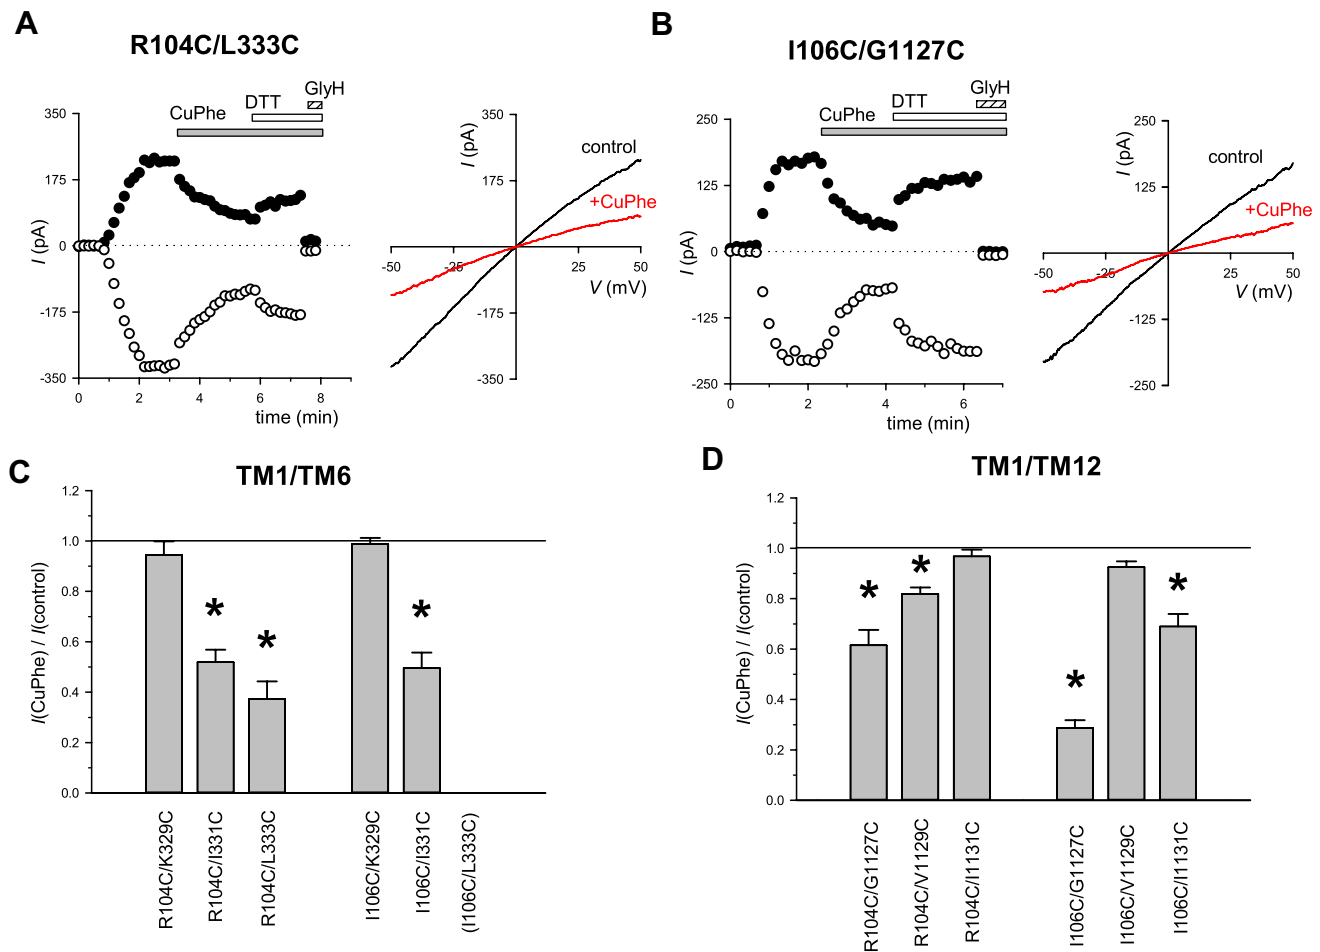 A
R104C/L333C
GlyH
DTT
CuPhe
350
175
0
-175
-350
I (pA)
0
2
4
6
8
time (min)
350
175
-175
-350
I (pA)
-50
-25
25
50
V (mV)
control
+CuPhe
B
I106C/G1127C
GlyH
DTT
CuPhe
250
125
0
-125
-250
I (pA)
0
2
4
6
time (min)
250
125
-125
-250
I (pA)
-50
-25
25
50
V (mV)
control
+CuPhe
C
TM1/TM6
1.2
1.0
0.8
0.6
0.4
0.2
0.0
I(CuPhe) / I(control)
* * *
R104C/K329C
R104C/I331C
R104C/L333C
I106C/K329C
I106C/I331C
(I106C/L333C)
D
TM1/TM12
1.2
1.0
0.8
0.6
0.4
0.2
0.0
I(CuPhe) / I(control)
* * * *
R104C/G1127C
R104C/V1129C
R104C/I1131C
I106C/G1127C
I106C/V1129C
I106C/I1131C